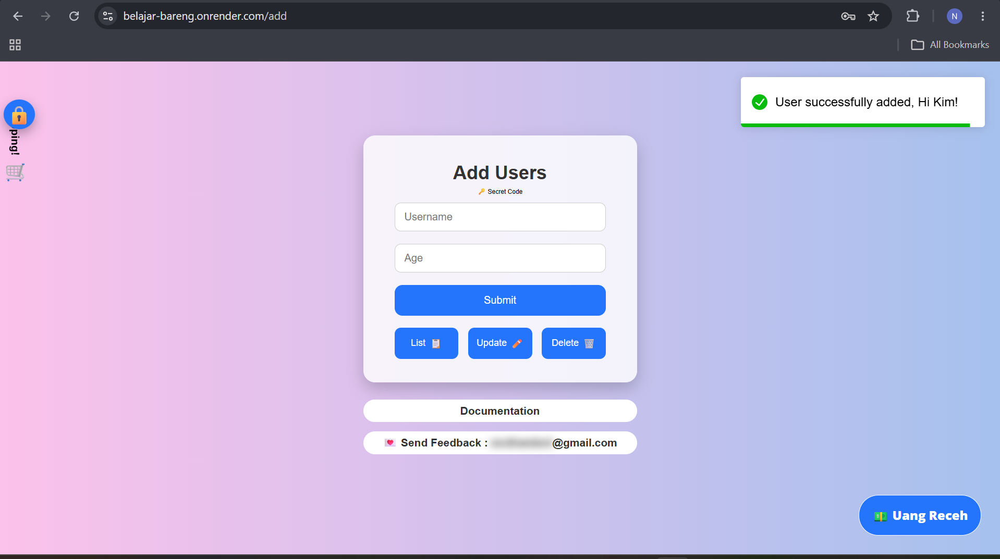 belajar-bareng.onrender.com/add
N
All Bookmarks
User successfully added, Hi Kim!
ping!
Add Users
Secret Code
Username
Age
Submit
List
Update
Delete
Documentation
Send Feedback : @gmail.com
Uang Receh